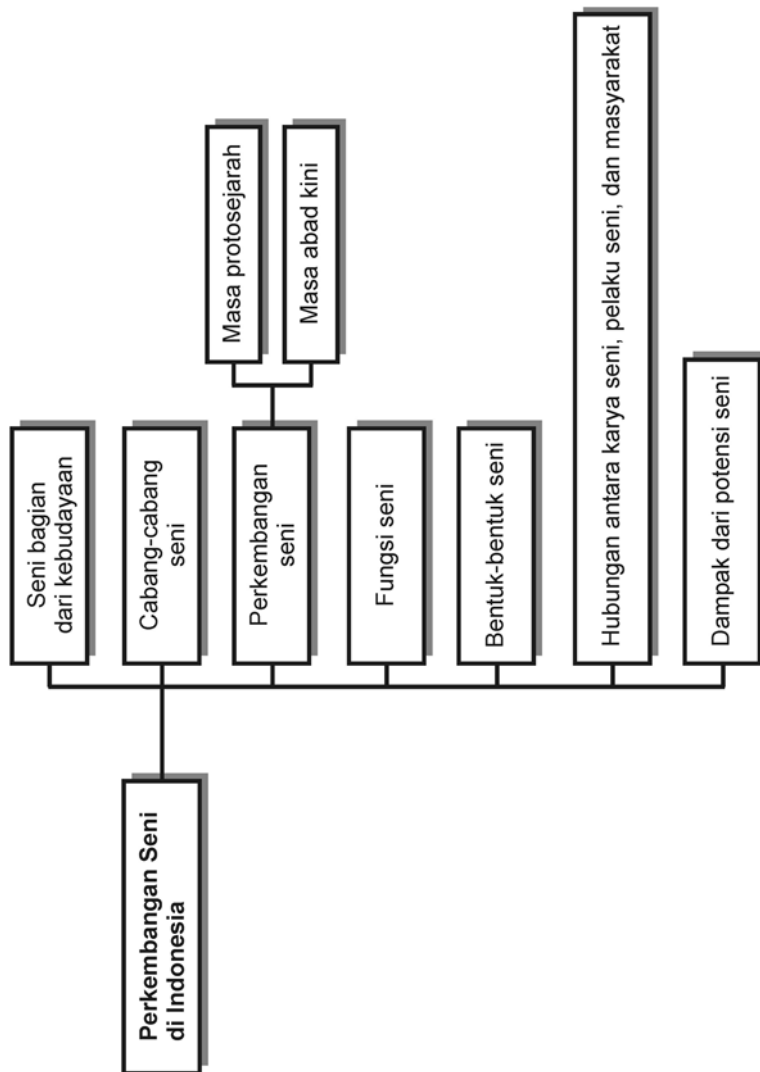 Perkembangan Seni
di Indonesia
Seni bagian
dari kebudayaan
Cabang-cabang
seni
Perkembangan
seni
Masa protosejarah
Masa abad kini
Fungsi seni
Bentuk-bentuk seni
Hubungan antara karya seni, pelaku seni, dan masyarakat
Dampak dari potensi seni